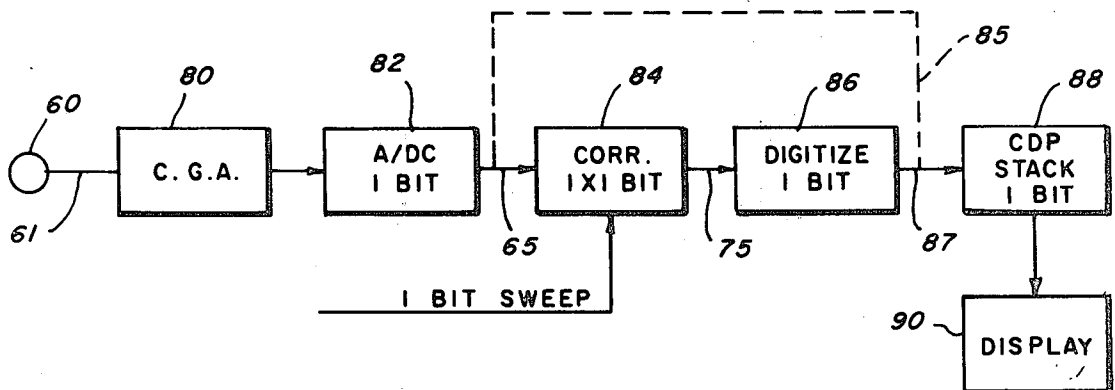 60
61
80
C. G. A.
82
A/DC
1 BIT
65
84
CORR.
1X1 BIT
1 BIT SWEEP
75
86
DIGITIZE
1 BIT
85
87
88
CDP
STACK
1 BIT
90
DISPLAY